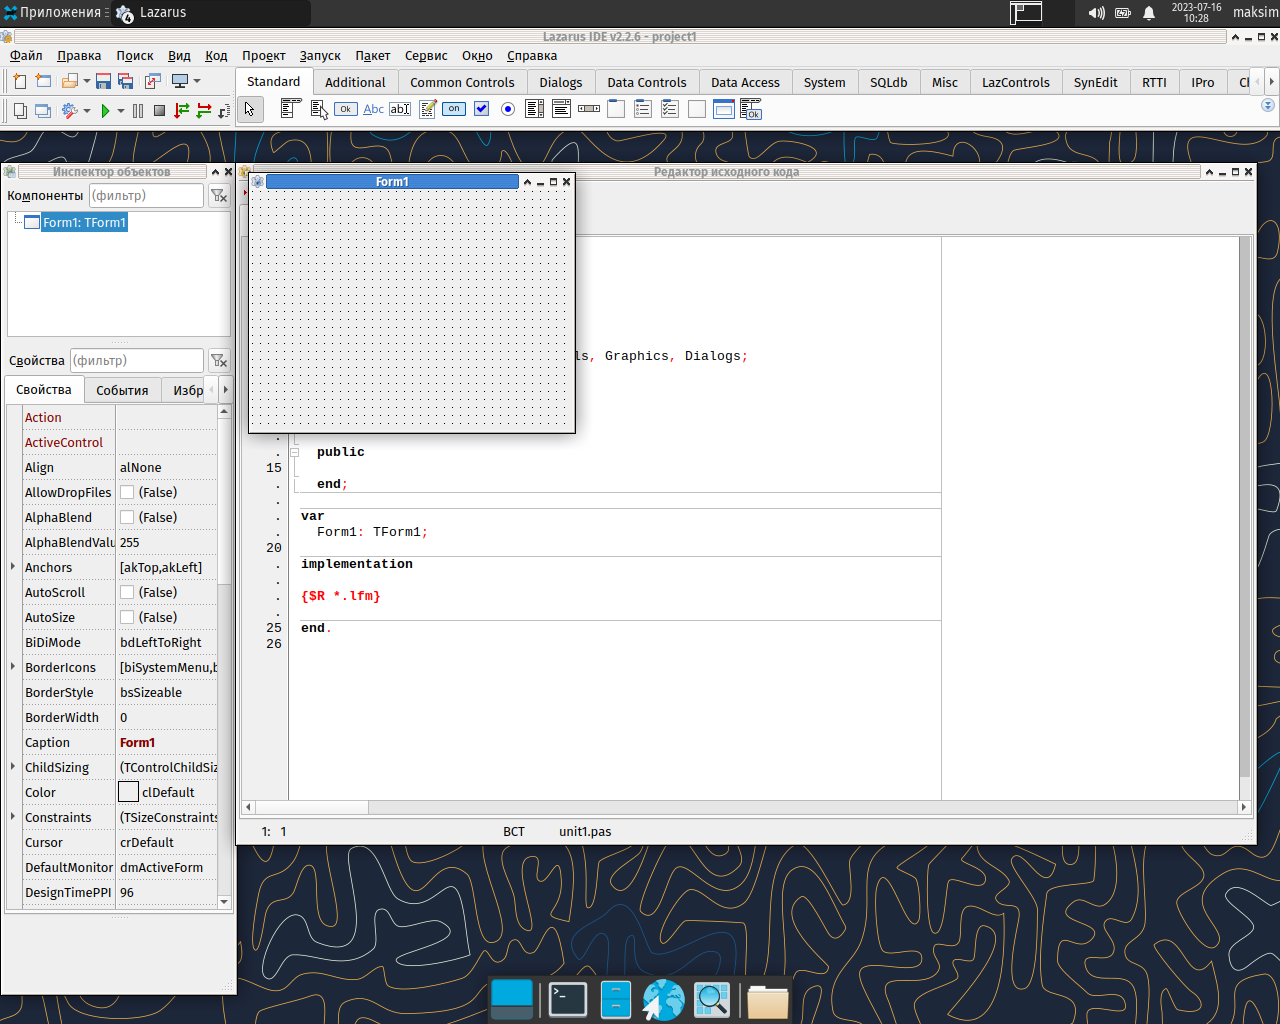 Приложения
4
Lazarus
2023-07-16
10:28
maksim
Lazarus IDE v2.2.6 - project1
Файл Правка Поиск Вид Код Проект Запуск Пакет Сервис Окно Справка
Standard Additional Common Controls Dialogs Data Controls Data Access System SQLdb Misc LazControls SynEdit RTTI IPro
Ok Abc abI on Ok
Инспектор объектов
Компоненты (фильтр)
Form1: TForm1
Свойства (фильтр)
Свойства События Избр
Action
ActiveControl
Align alNone
AllowDropFiles (False)
AlphaBlend (False)
AlphaBlendValu 255
Anchors [akTop,akLeft]
AutoScroll (False)
AutoSize (False)
BiDiMode bdLeftToRight
BorderIcons [biSystemMenu,b
BorderStyle bsSizeable
BorderWidth 0
Caption Form1
ChildSizing (TControlChildSiz
Color clDefault
Constraints (TSizeConstraints
Cursor crDefault
DefaultMonitor dmActiveForm
DesignTimePPI 96
Редактор исходного кода
Form1
ls, Graphics, Dialogs;
public
15
end;
var
Form1: TForm1;
20
implementation
{$R *.lfm}
25 end.
26
1: 1 ВСТ unit1.pas